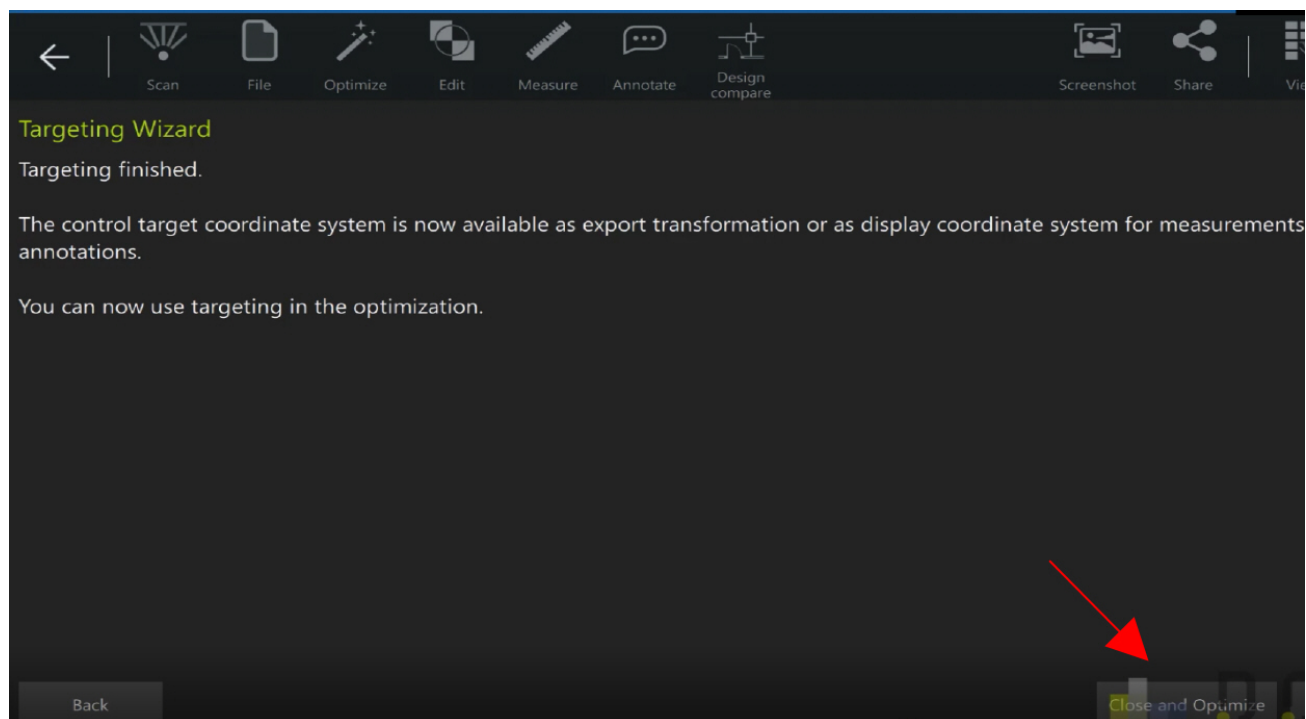 Scan File Optimize Edit Measure Annotate Design compare Screenshot Share
Targeting Wizard
Targeting finished.
The control target coordinate system is now available as export transformation or as display coordinate system for measurements
annotations.
You can now use targeting in the optimization.
Back Close and Optimize